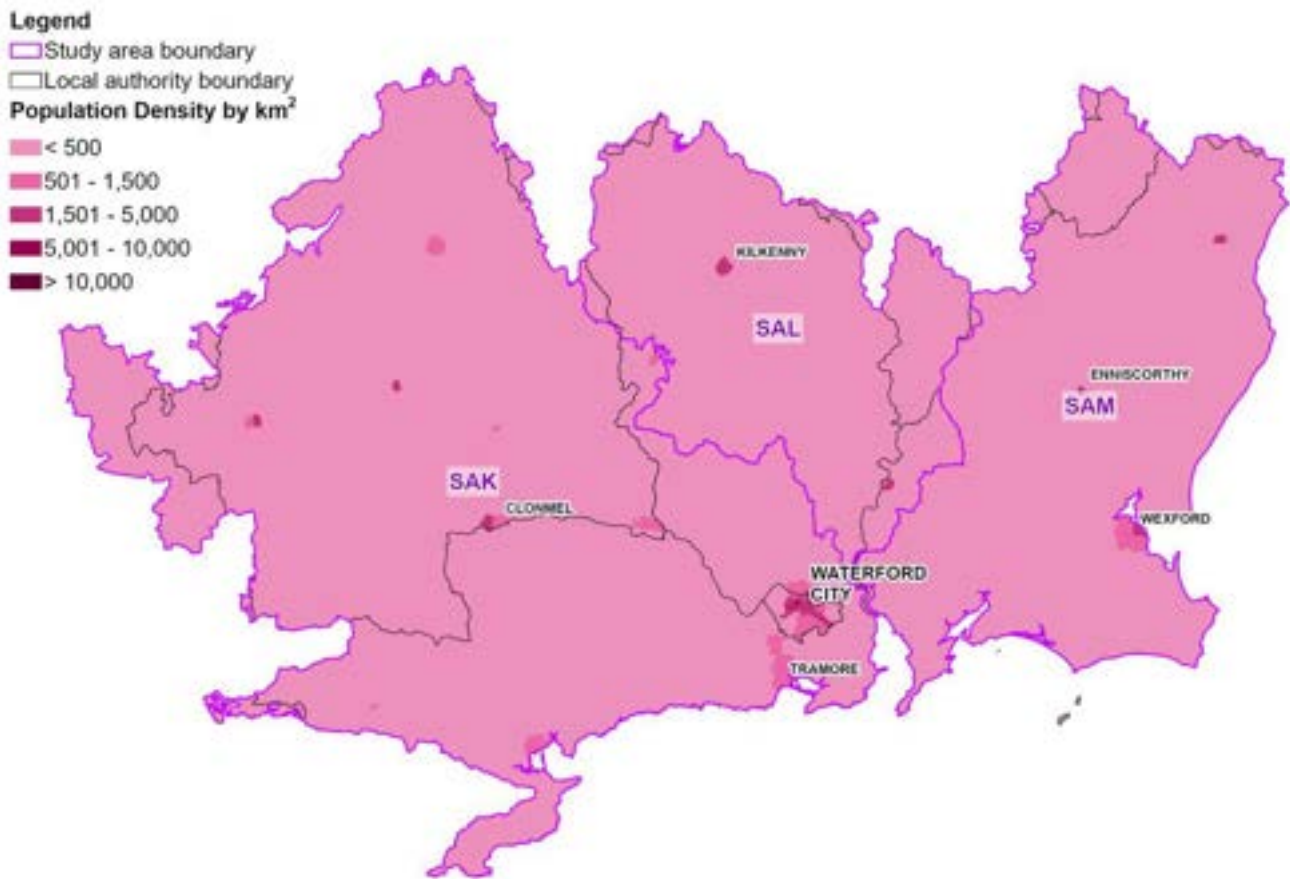 Legend
Study area boundary
Local authority boundary
Population Density by km²
< 500
501 - 1,500
1,501 - 5,000
5,001 - 10,000
> 10,000
KILKENNY
SAL
ENNISCORTHY
SAM
SAK
CLONMEL
WEXFORD
WATERFORD
CITY
TRAMORE